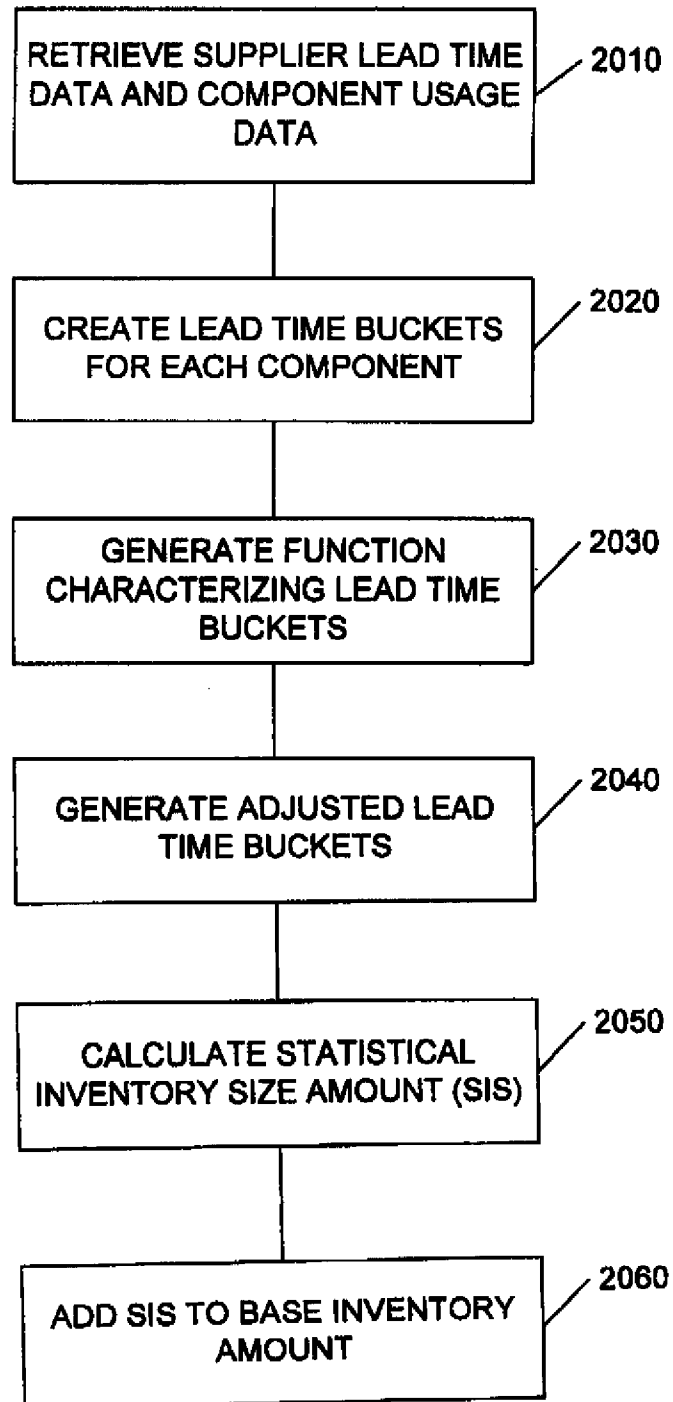 RETRIEVE SUPPLIER LEAD TIME
DATA AND COMPONENT USAGE
DATA
2010
CREATE LEAD TIME BUCKETS
FOR EACH COMPONENT
2020
GENERATE FUNCTION
CHARACTERIZING LEAD TIME
BUCKETS
2030
GENERATE ADJUSTED LEAD
TIME BUCKETS
2040
CALCULATE STATISTICAL
INVENTORY SIZE AMOUNT (SIS)
2050
ADD SIS TO BASE INVENTORY
AMOUNT
2060